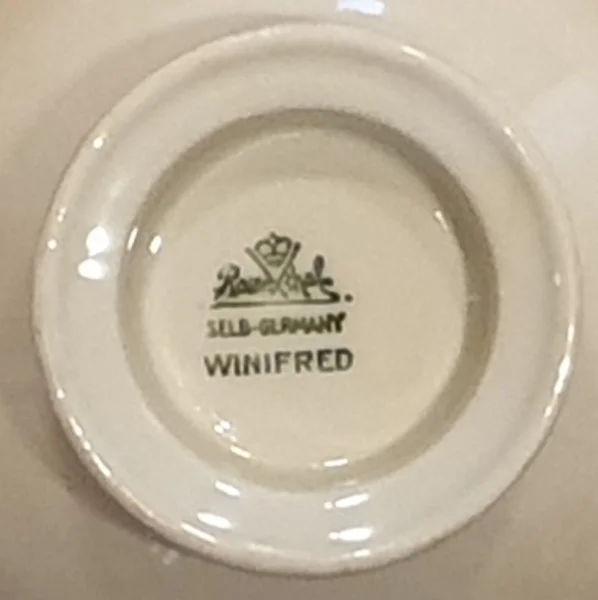 Rosenthal.
SELB-GERMANY
WINIFRED